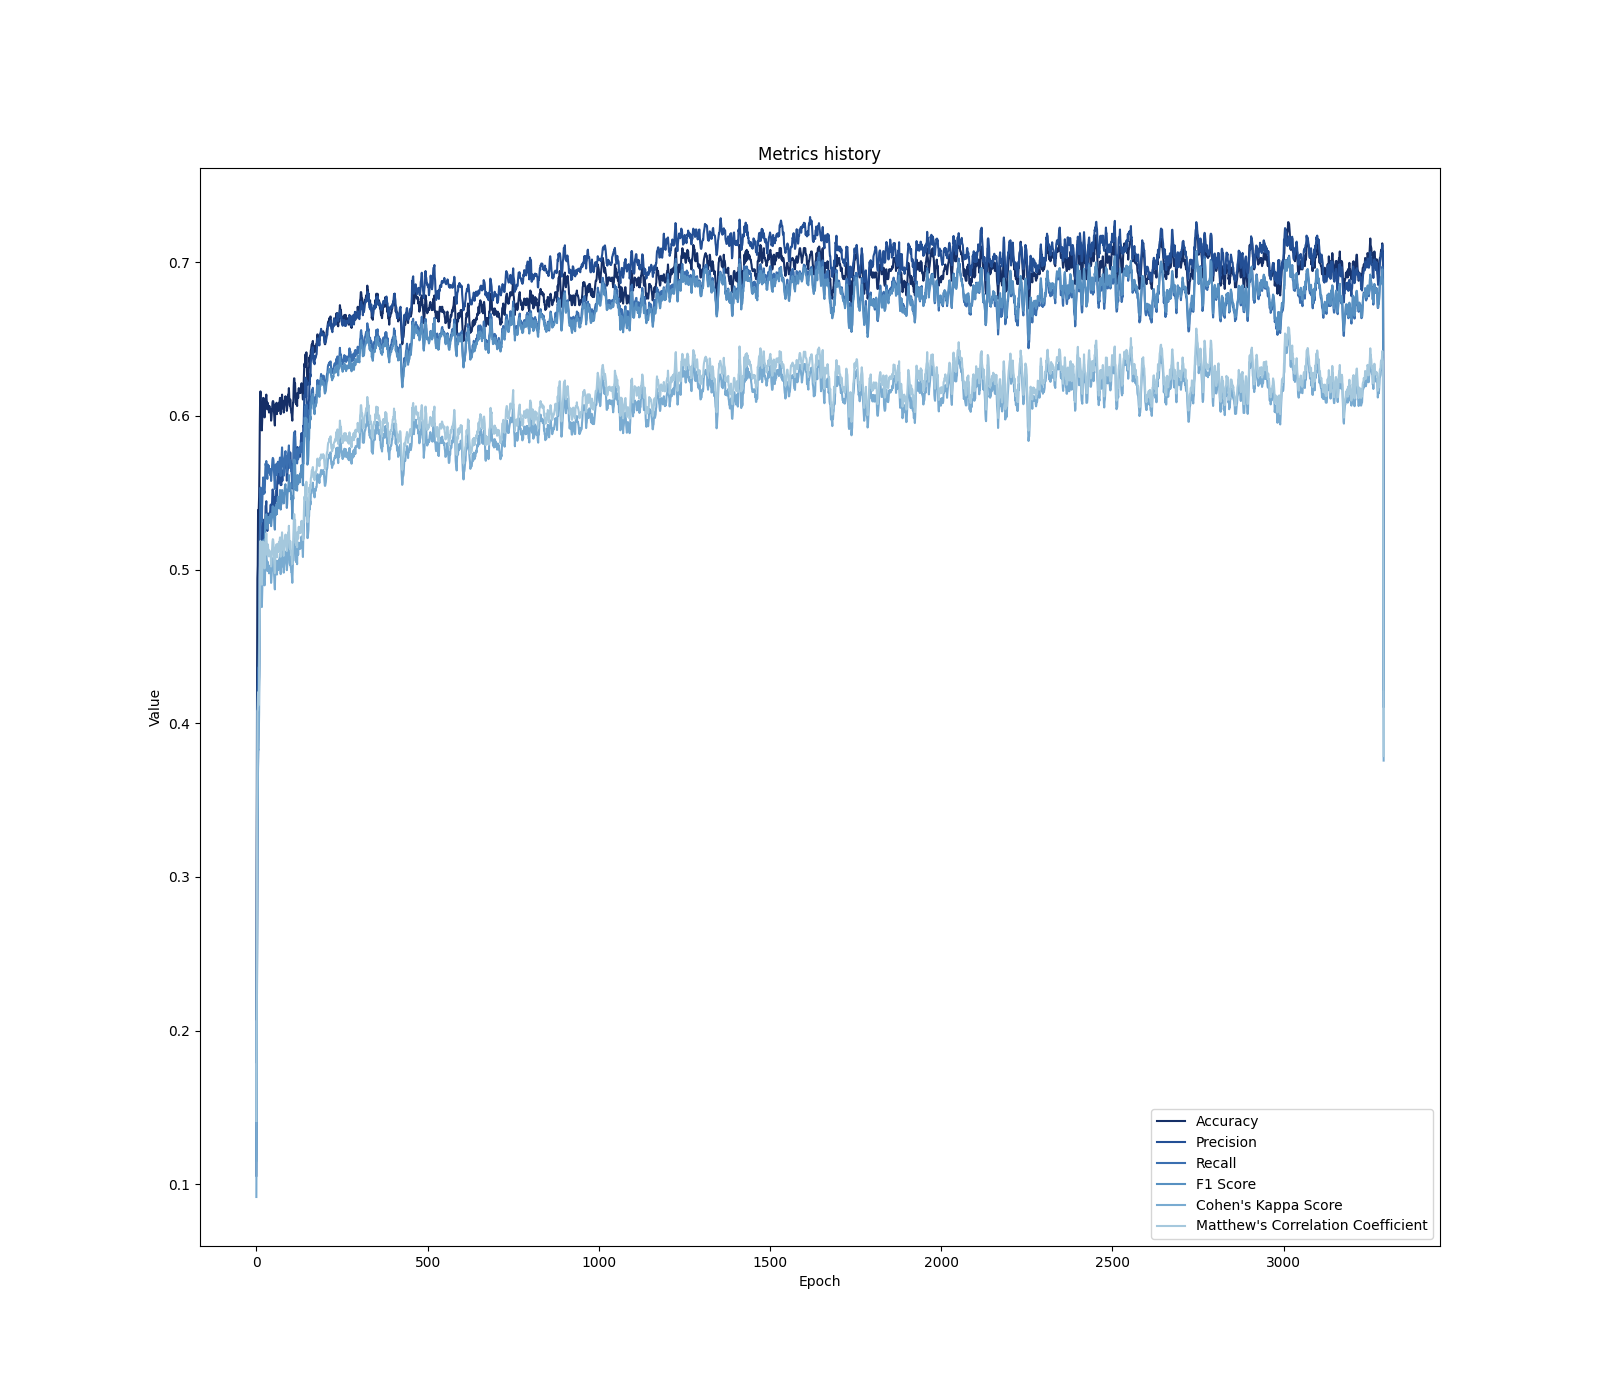 Metrics history
0.7
0.6
0.5
0.4
0.3
0.2
0.1
Value
0 500 1000 1500 2000 2500 3000
Epoch
Accuracy
Precision
Recall
F1 Score
Cohen's Kappa Score
Matthew's Correlation Coefficient